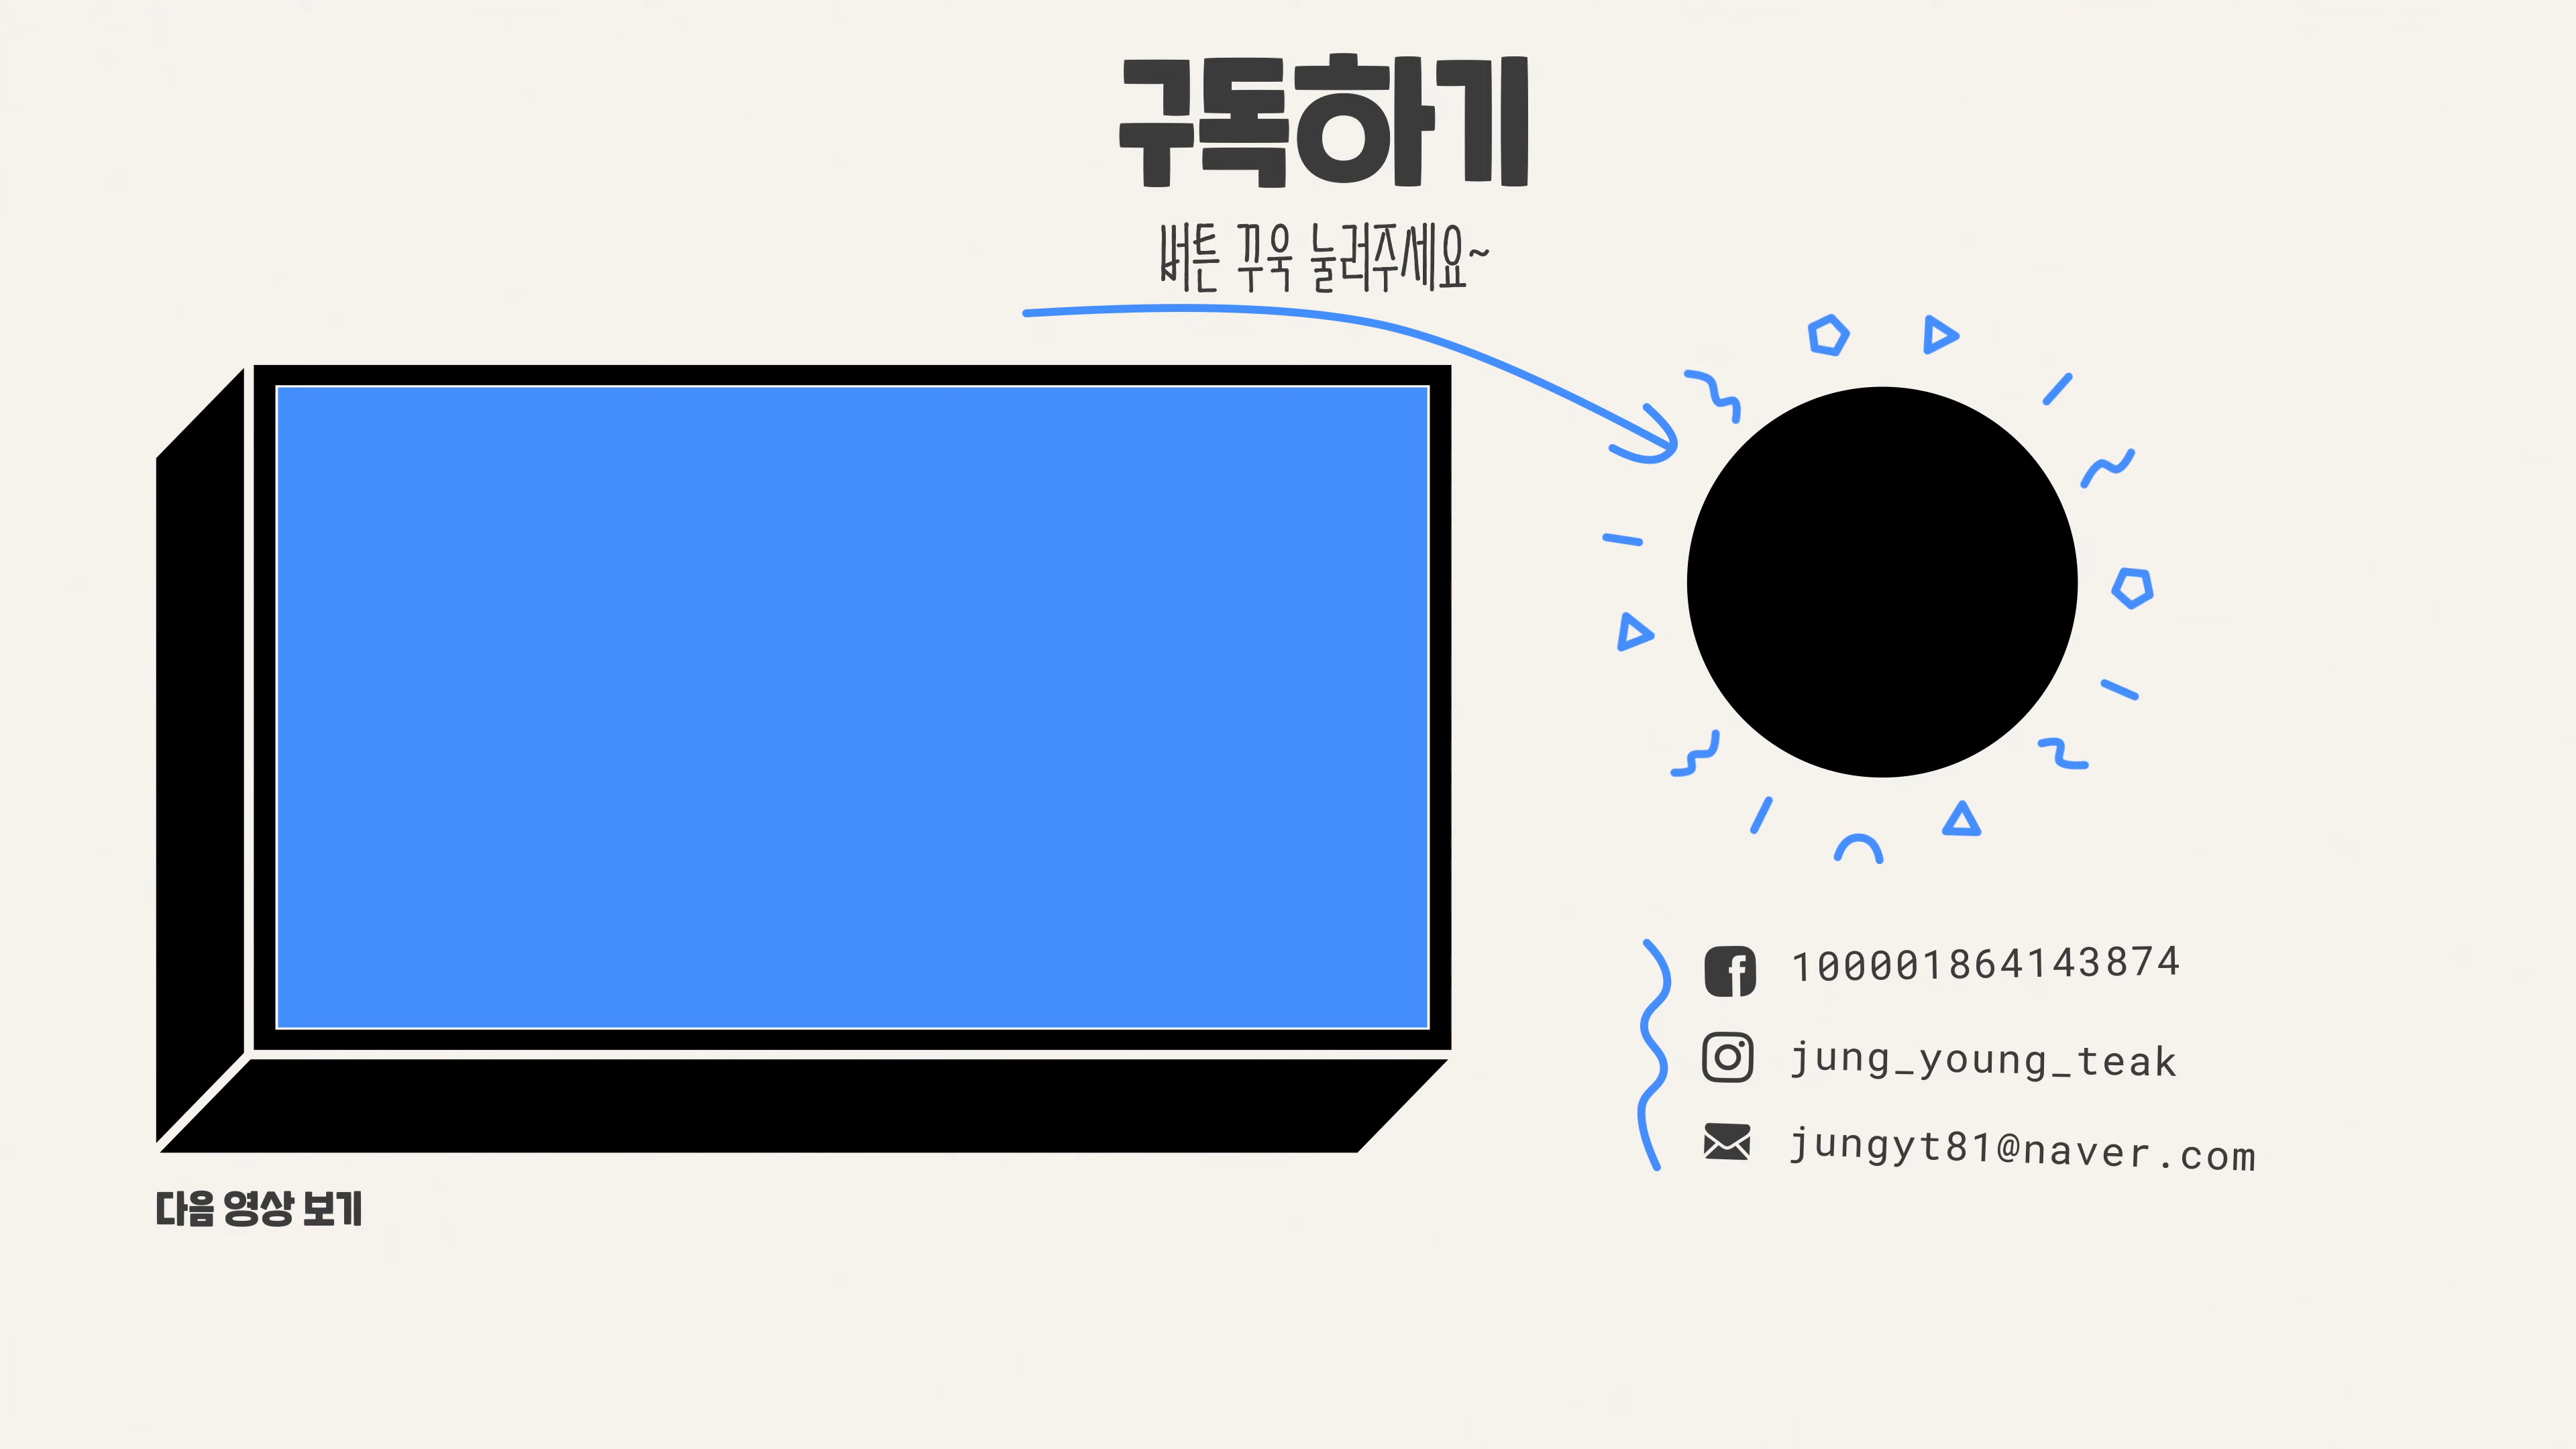 구독하기
버튼 꾸욱 눌러주세요~
100001864143874
jung_young_teak
jungyt81@naver.com
다음 영상 보기